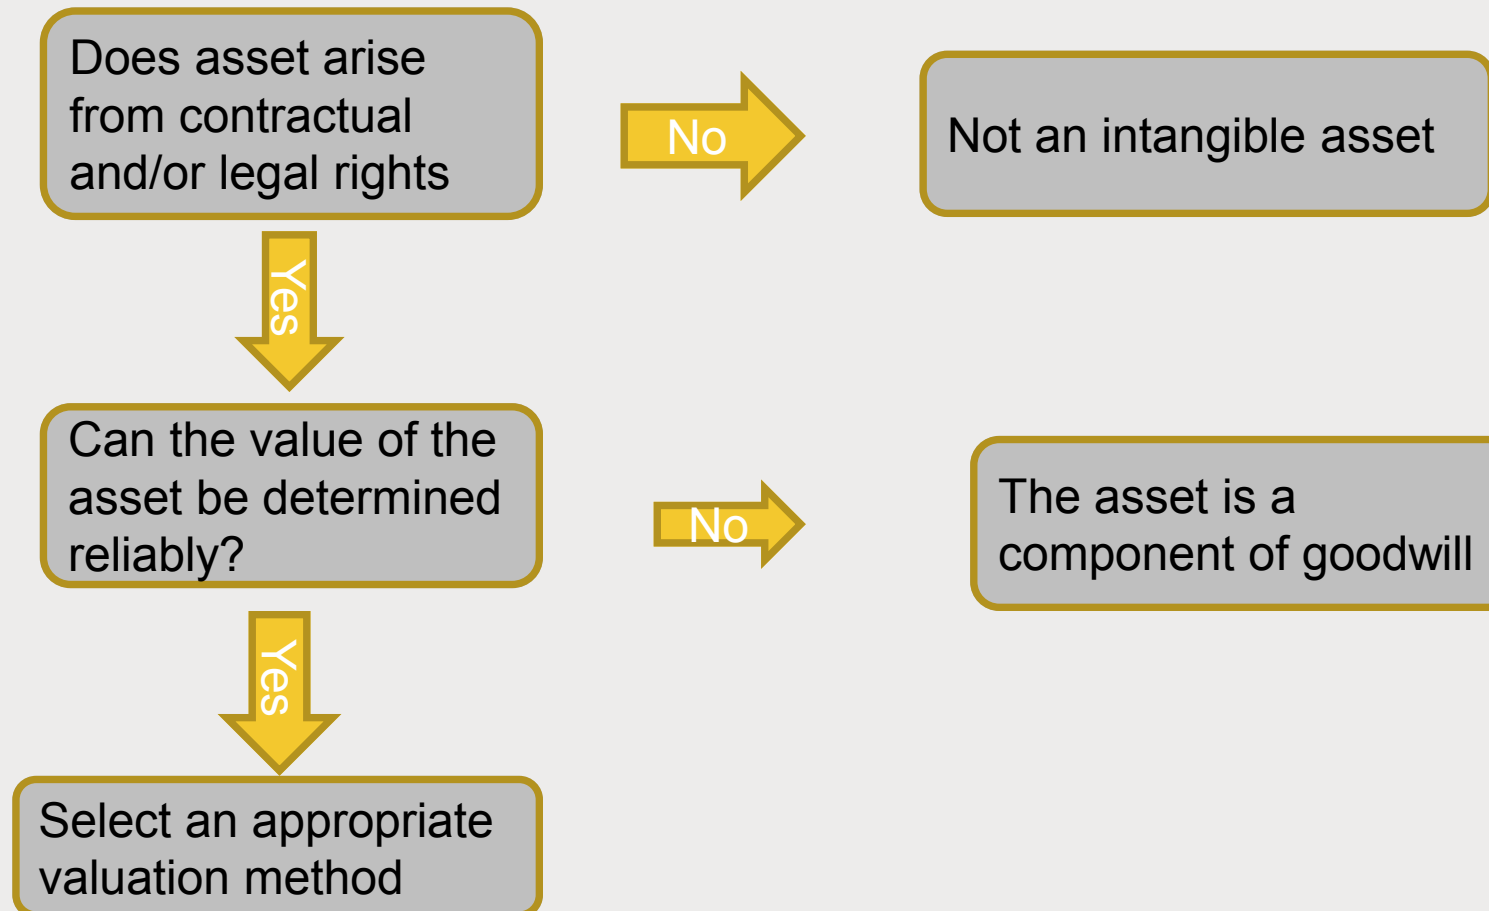 Does asset arise
from contractual
and/or legal rights
No
Not an intangible asset
Yes
Can the value of the
asset be determined
reliably?
No
The asset is a
component of goodwill
Yes
Select an appropriate
valuation method